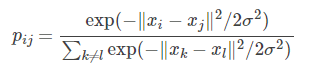 p_{ij} = \frac{\exp(-\|x_i - x_j\|^2/2\sigma^2)}{\sum_{k \neq l} \exp(-\|x_k - x_l\|^2/2\sigma^2)}